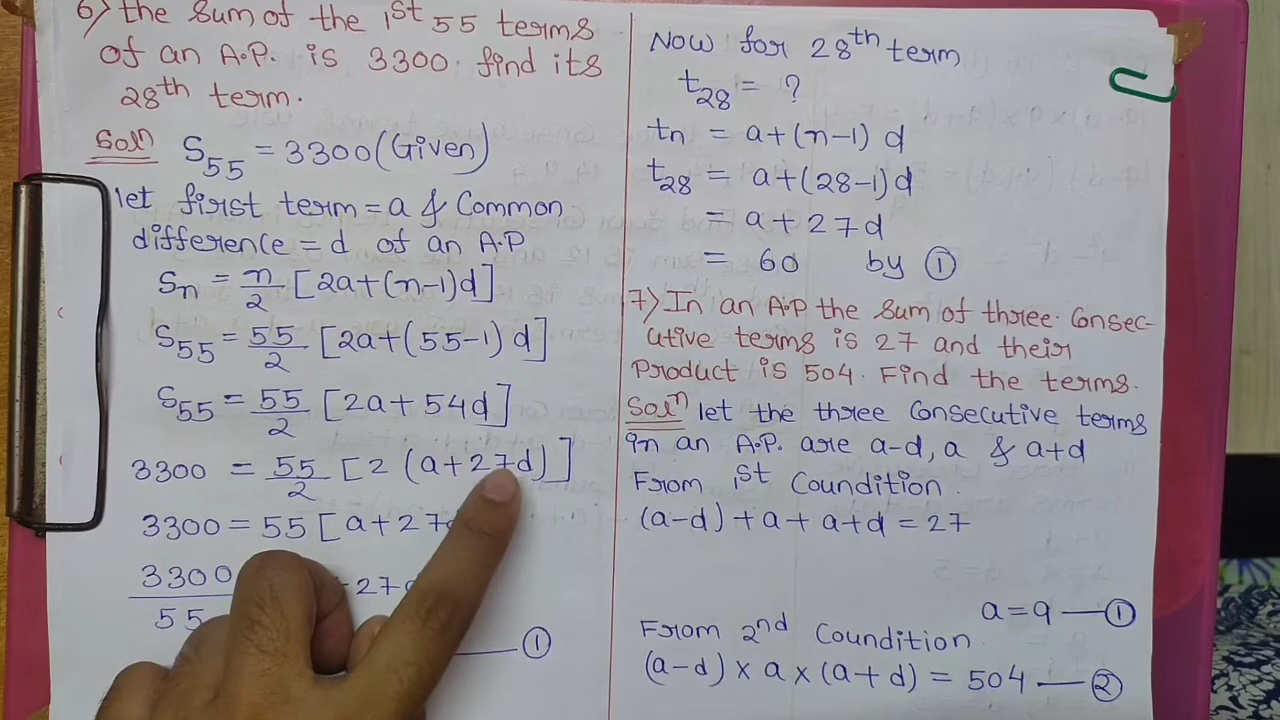 6) the sum of the 1st 55 terms
of an A.P. is 3300. find its
28th term.
Soln S55 = 3300 (Given)
let first term = a & Common
difference = d of an A.P
Sn = n/2 [2a+(n-1)d]
S55 = 55/2 [2a+(55-1)d]
S55 = 55/2 [2a+54d]
3300 = 55/2 [2(a+27d)]
3300 = 55 [a+27
3300/55 27
①
Now for 28th term
t28 = ?
tn = a+(n-1)d
t28 = a+(28-1)d
= a+27d
= 60 by ①
7) In an A.P the sum of three Consec-
utive terms is 27 and their
Product is 504. Find the terms.
Soln let the three Consecutive terms
in an A.P. are a-d, a & a+d
From 1st Coundition.
(a-d)+a+a+d = 27
a=9 — ①
From 2nd Coundition
(a-d)×a×(a+d) = 504 — ②